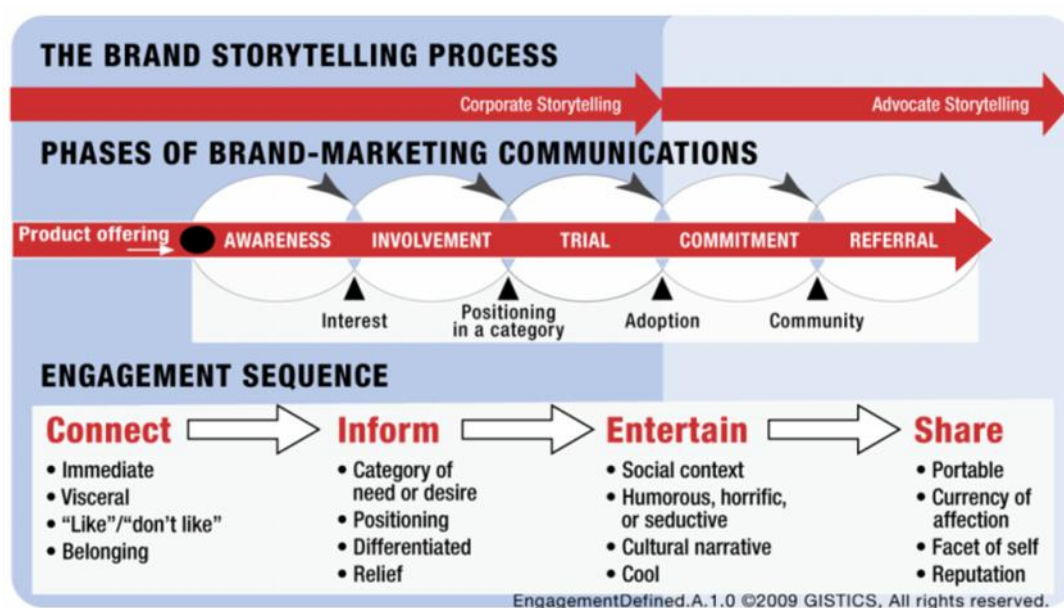 THE BRAND STORYTELLING PROCESS
Corporate Storytelling
Advocate Storytelling
PHASES OF BRAND-MARKETING COMMUNICATIONS
Product offering
AWARENESS
INVOLVEMENT
TRIAL
COMMITMENT
REFERRAL
Interest
Positioning
in a category
Adoption
Community
ENGAGEMENT SEQUENCE
Connect
• Immediate
• Visceral
• “Like”/“don’t like”
• Belonging
Inform
• Category of
need or desire
• Positioning
• Differentiated
• Relief
Entertain
• Social context
• Humorous, horrific,
or seductive
• Cultural narrative
• Cool
Share
• Portable
• Currency of
affection
• Facet of self
• Reputation
EngagementDefined.A.1.0 ©2009 GISTICS, All rights reserved.